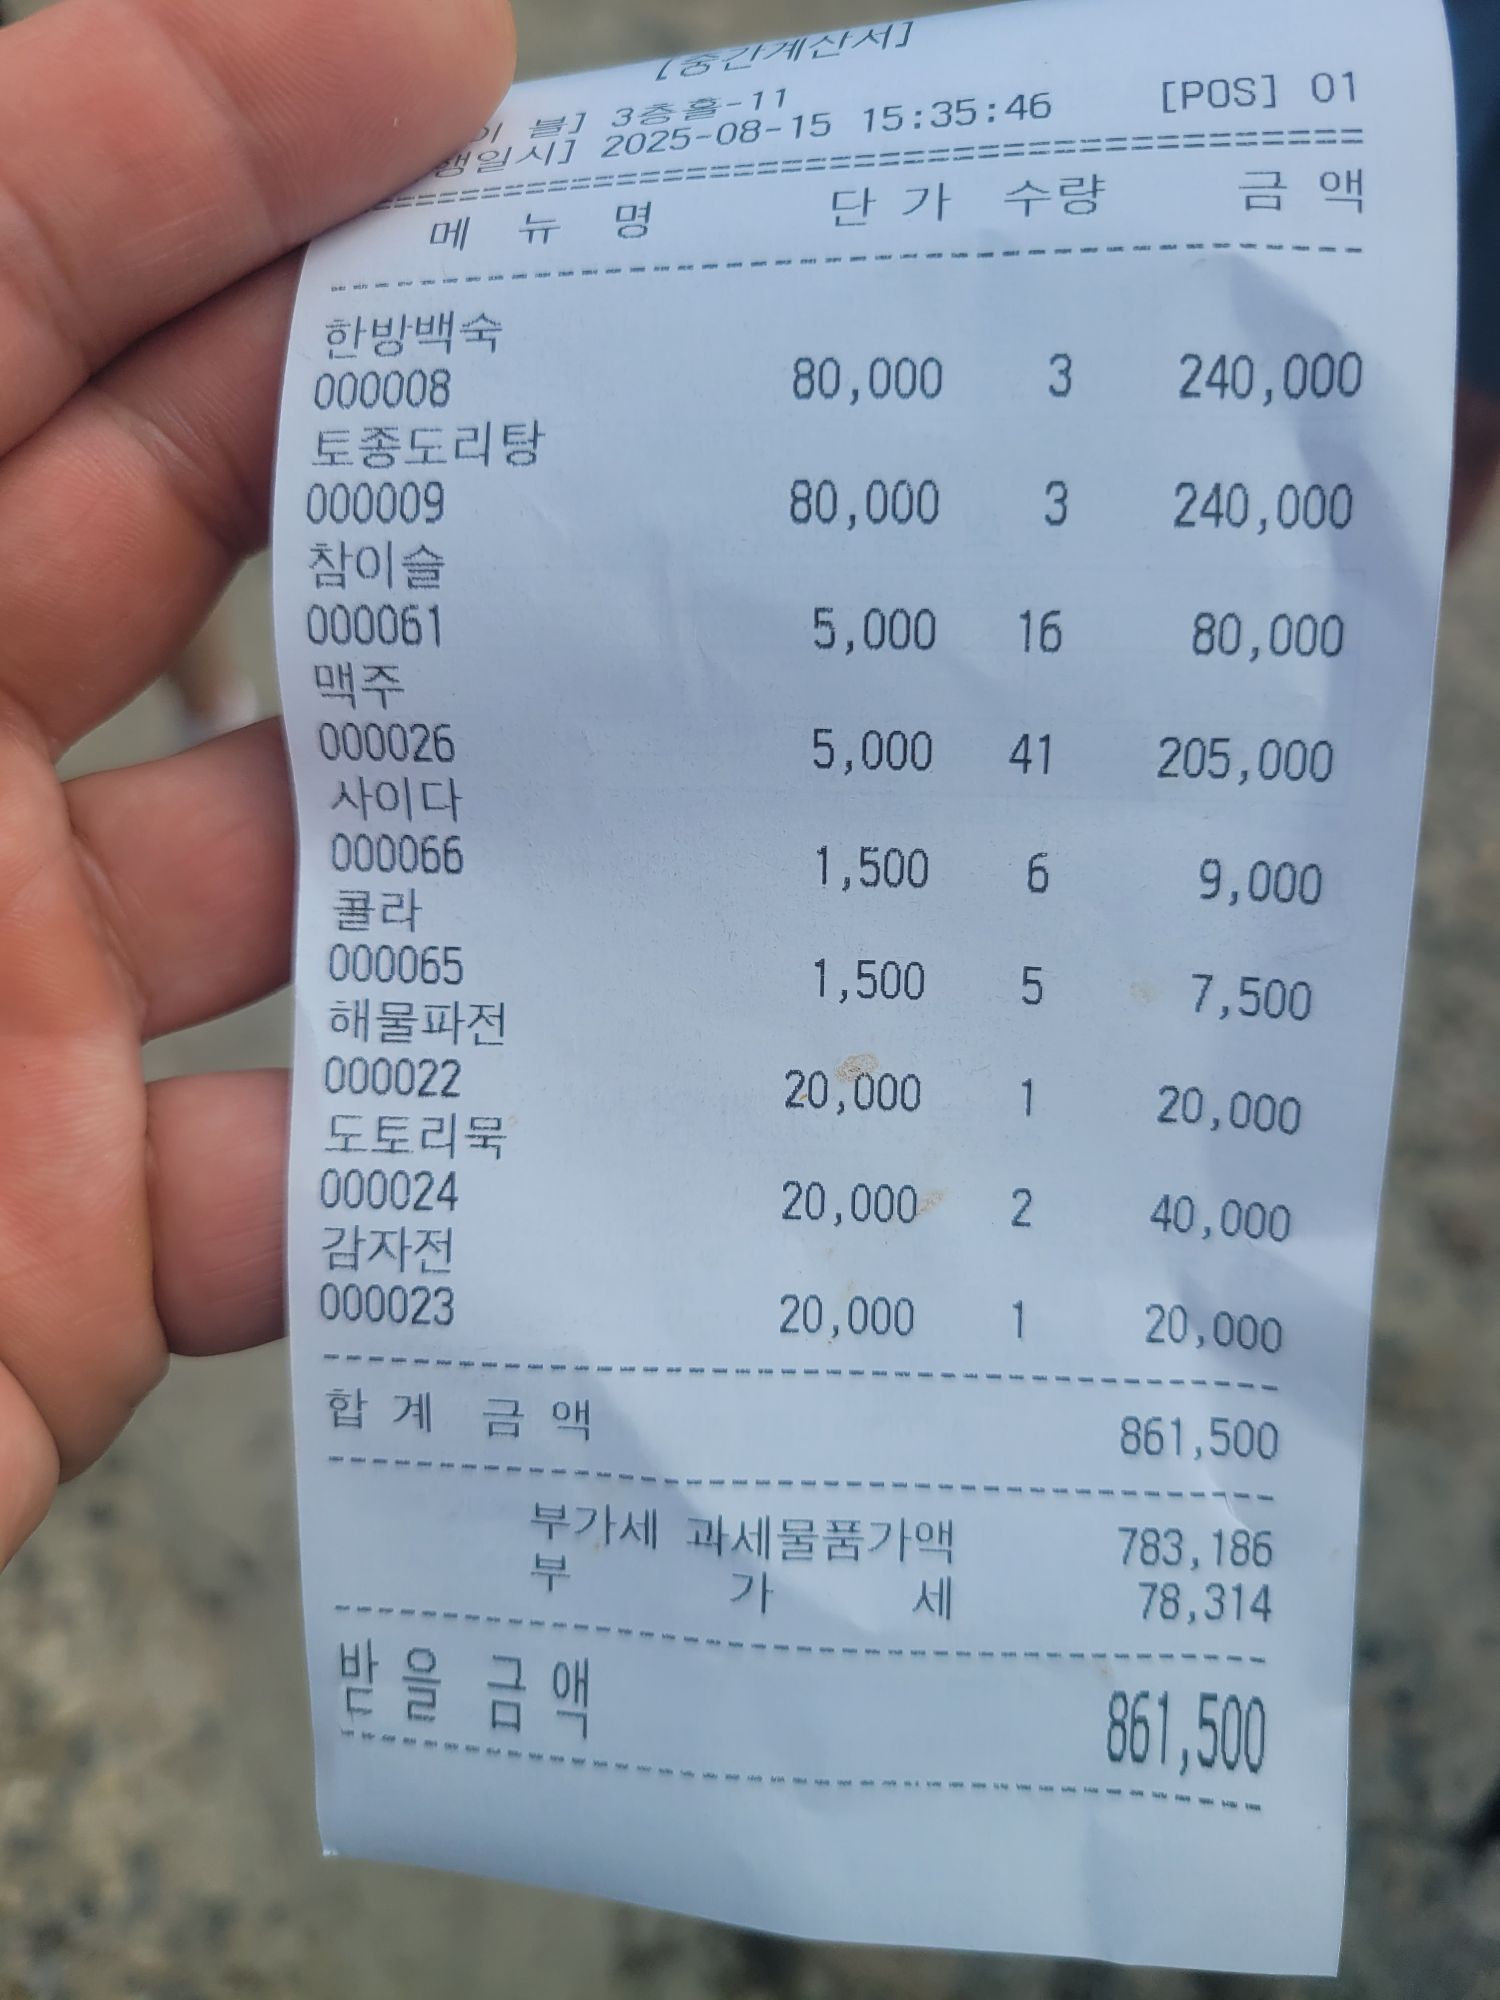 [중간계산서]
블] 3층홀-11
행일시] 2025-08-15 15:35:46 [POS] 01
메 뉴 명 단 가 수량 금 액
한방백숙
000008 80,000 3 240,000
토종도리탕
000009 80,000 3 240,000
참이슬
000061 5,000 16 80,000
맥주
000026 5,000 41 205,000
사이다
000066 1,500 6 9,000
콜라
000065 1,500 5 7,500
해물파전
000022 20,000 1 20,000
도토리묵
000024 20,000 2 40,000
감자전
000023 20,000 1 20,000
합 계 금 액 861,500
부가세 과세물품가액 783,186
부 가 세 78,314
받 을 금 액 861,500